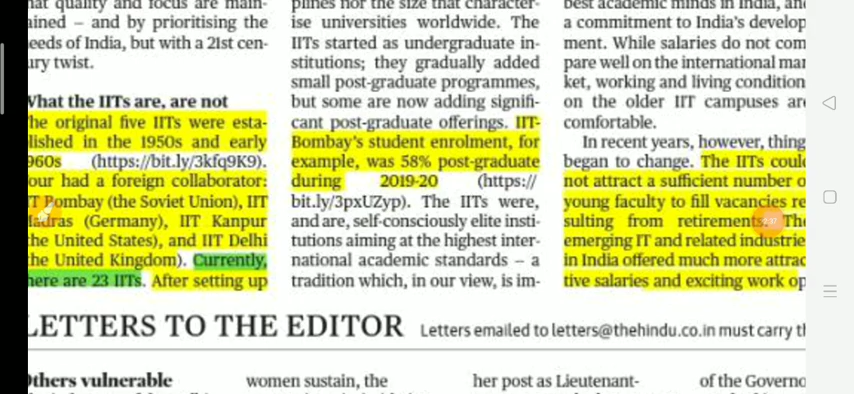 hat quality and focus are main-
ained – and by prioritising the
eeds of India, but with a 21st cen-
ury twist.
What the IITs are, are not
he original five IITs were esta-
lished in the 1950s and early
960s (https://bit.ly/3kfq9K9).
our had a foreign collaborator:
IT Bombay (the Soviet Union), IIT
Madras (Germany), IIT Kanpur
the United States), and IIT Delhi
the United Kingdom). Currently,
here are 23 IITs. After setting up
plines nor the size that character-
ise universities worldwide. The
IITs started as undergraduate in-
stitutions; they gradually added
small post-graduate programmes,
but some are now adding signifi-
cant post-graduate offerings. IIT-
Bombay's student enrolment, for
example, was 58% post-graduate
during 2019-20 (https://
bit.ly/3pxUZyp). The IITs were,
and are, self-consciously elite insti-
tutions aiming at the highest inter-
national academic standards – a
tradition which, in our view, is im-
best academic minds in India, and
a commitment to India's develop
ment. While salaries do not com
pare well on the international mar
ket, working and living condition
on the older IIT campuses are
comfortable.
In recent years, however, thing
began to change. The IITs could
not attract a sufficient number o
young faculty to fill vacancies re
sulting from retirements. The
emerging IT and related industrie
in India offered much more attrac
tive salaries and exciting work op
LETTERS TO THE EDITOR Letters emailed to letters@thehindu.co.in must carry th
Others vulnerable
women sustain, the
her post as Lieutenant-
of the Governo